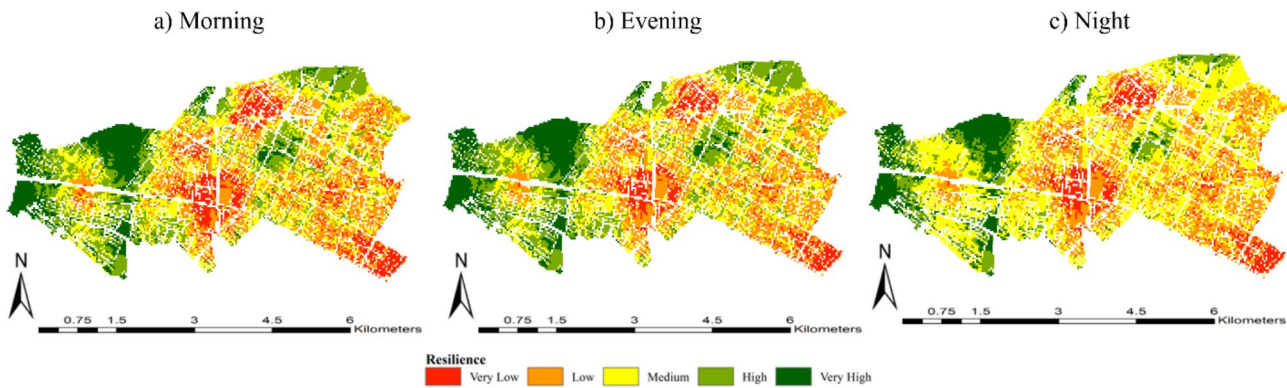 a) Morning
b) Evening
c) Night
N
0.75 1.5 3 4.5 6
Kilometers
N
0.75 1.5 3 4.5 6
Kilometers
N
0.75 1.5 3 4.5 6
Kilometers
Resilience
Very Low Low Medium High Very High